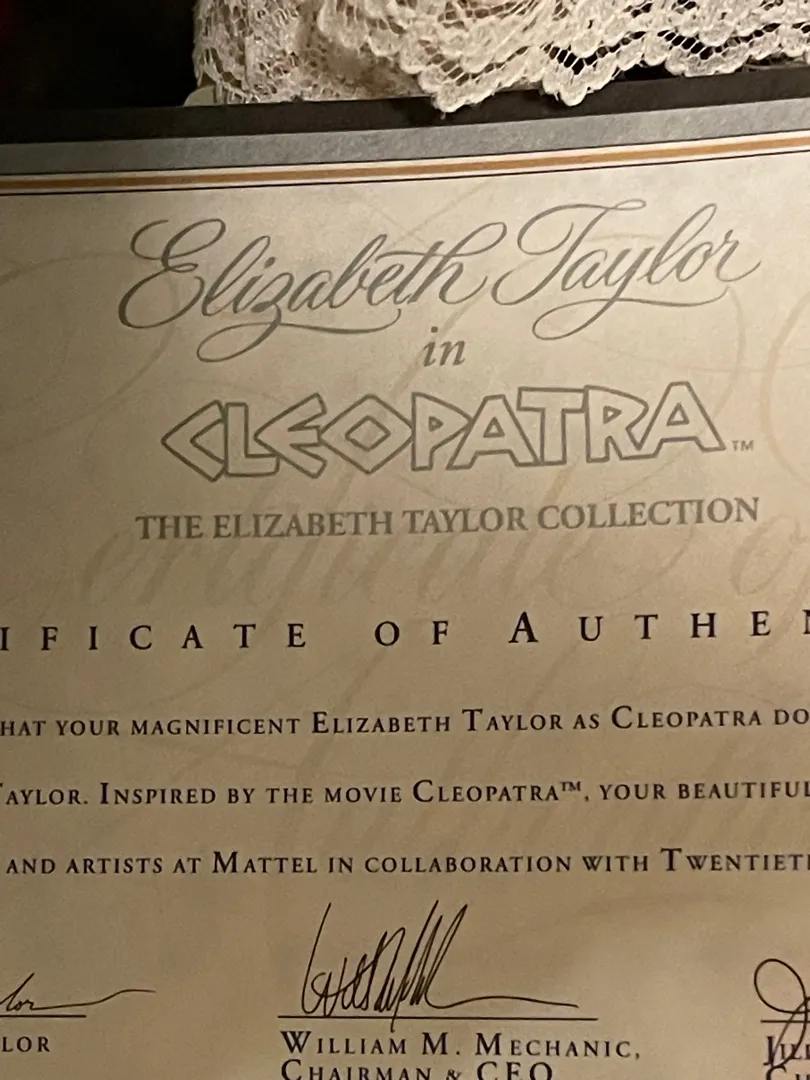 Elizabeth Taylor
in
CLEOPATRA™
THE ELIZABETH TAYLOR COLLECTION
IFICATE OF AUTHEN
HAT YOUR MAGNIFICENT ELIZABETH TAYLOR AS CLEOPATRA DO
TAYLOR. INSPIRED BY THE MOVIE CLEOPATRA™, YOUR BEAUTIFUL
AND ARTISTS AT MATTEL IN COLLABORATION WITH TWENTIET
LOR
WILLIAM M. MECHANIC,
CHAIRMAN & CEO